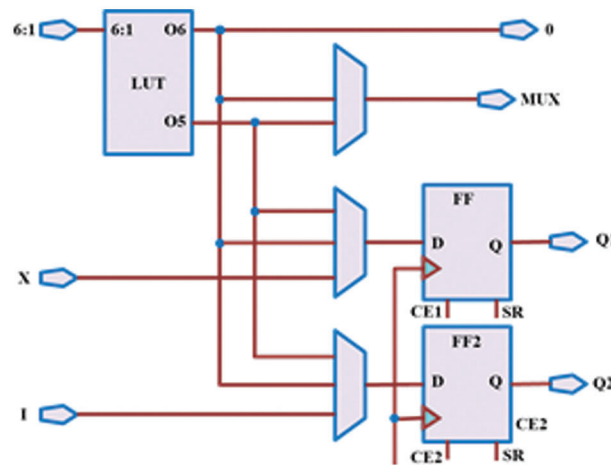 6:1 6:1 O6 0
LUT
MUX
O5
FF
D Q Q
X
CE1 SR
FF2
D Q Q2
I CE2
CE2 SR